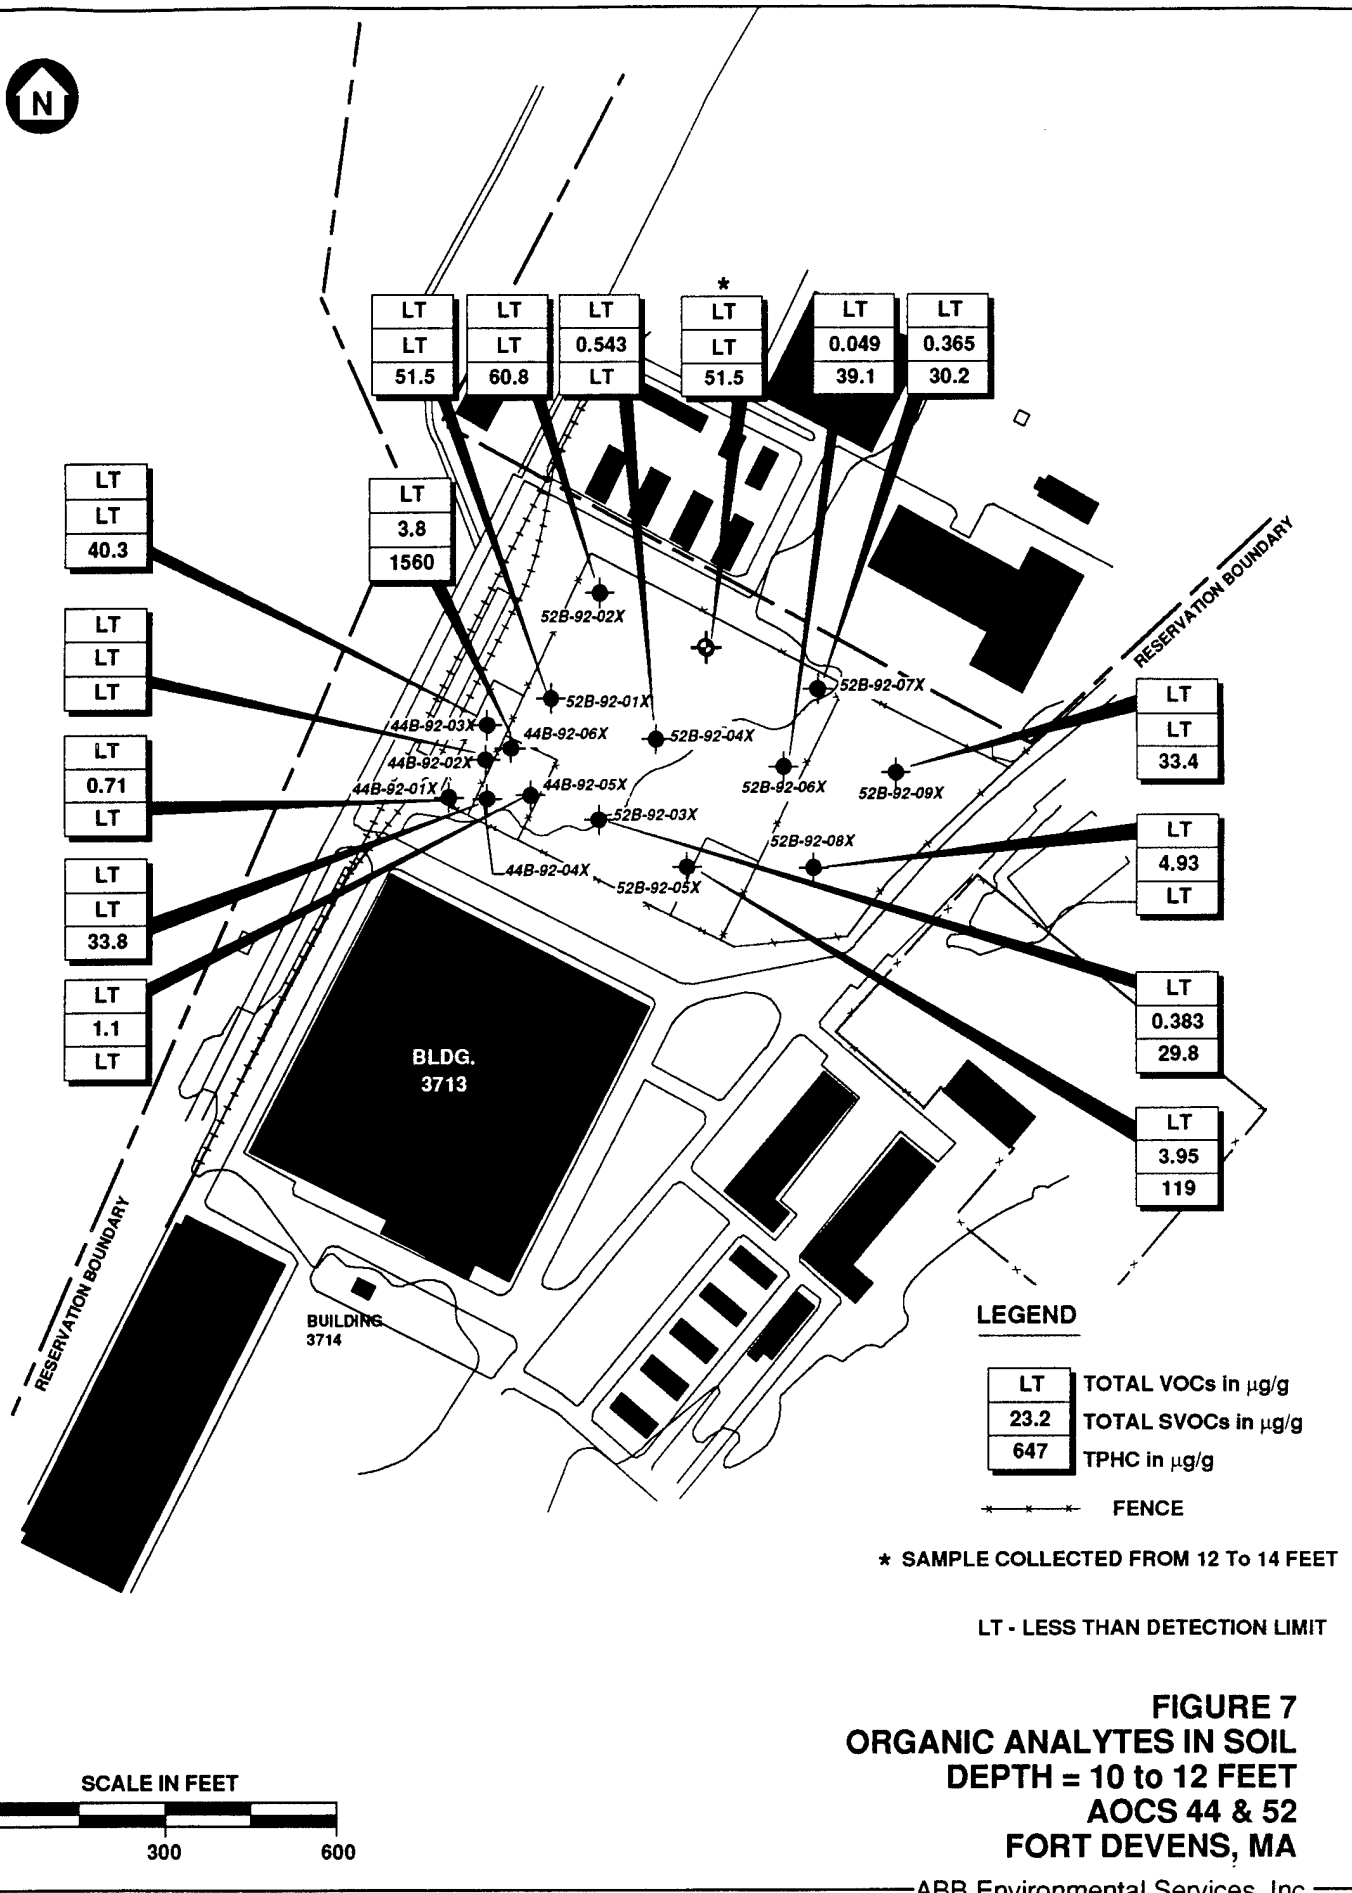 N
*
LT
LT
51.5
LT
LT
60.8
LT
0.543
LT
LT
LT
51.5
LT
0.049
39.1
LT
0.365
30.2
LT
LT
40.3
LT
3.8
1560
LT
LT
LT
LT
0.71
LT
LT
LT
33.8
LT
1.1
LT
RESERVATION BOUNDARY
52B-92-02X
52B-92-07X
52B-92-01X
44B-92-03X
44B-92-06X
52B-92-04X
44B-92-02X
52B-92-06X
52B-92-09X
44B-92-01X
44B-92-05X
52B-92-03X
52B-92-08X
44B-92-04X
52B-92-05X
LT
LT
33.4
LT
4.93
LT
LT
0.383
29.8
LT
3.95
119
BLDG.
3713
RESERVATION BOUNDARY
BUILDING
3714
LEGEND
LT TOTAL VOCs in µg/g
23.2 TOTAL SVOCs in µg/g
647 TPHC in µg/g
FENCE
* SAMPLE COLLECTED FROM 12 To 14 FEET
LT - LESS THAN DETECTION LIMIT
FIGURE 7
ORGANIC ANALYTES IN SOIL
DEPTH = 10 to 12 FEET
AOCS 44 & 52
FORT DEVENS, MA
SCALE IN FEET
300 600
ABB Environmental Services, Inc.